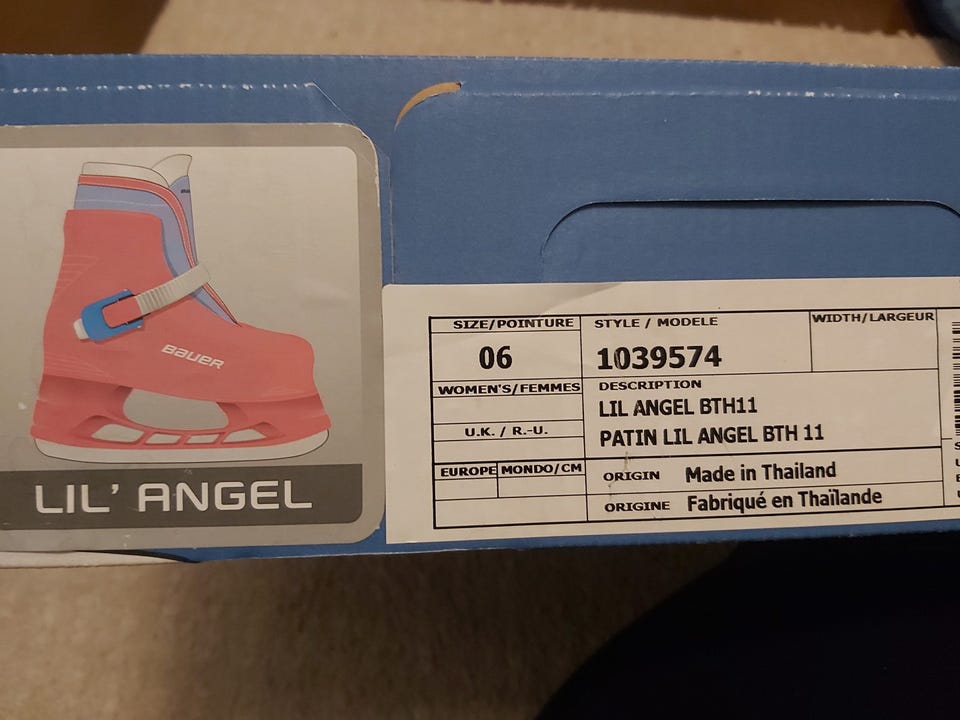 BAUER
LIL' ANGEL
SIZE/POINTURE
06
STYLE / MODELE
1039574
WIDTH/LARGEUR
WOMEN'S/FEMMES
DESCRIPTION
LIL ANGEL BTH11
PATIN LIL ANGEL BTH 11
U.K. / R.-U.
EUROPE MONDO/CM
ORIGIN Made in Thailand
ORIGINE Fabriqué en Thaïlande